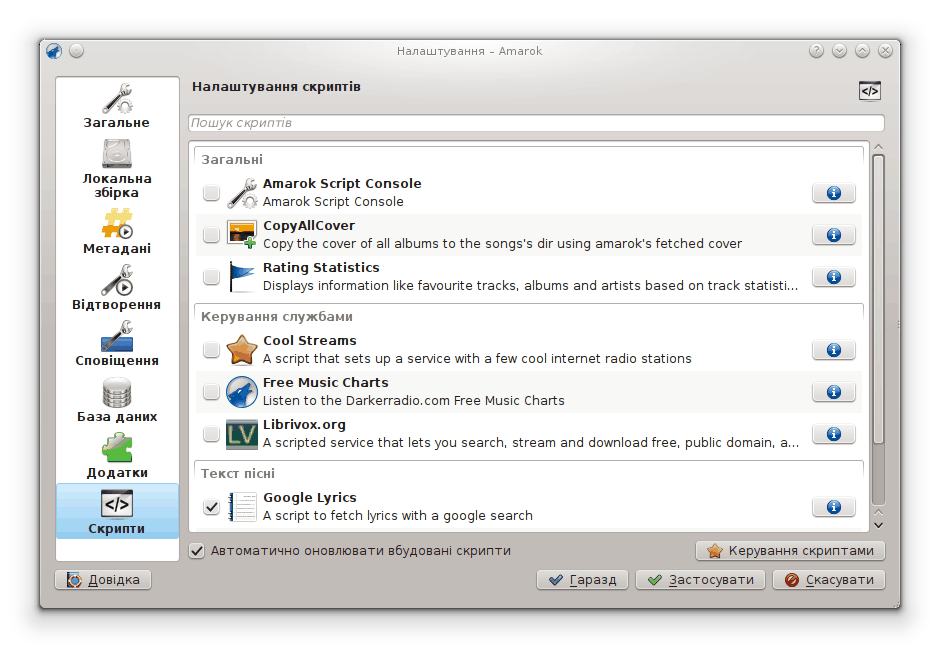 Налаштування – Amarok
Загальне
Локальна
збірка
Метадані
Відтворення
Сповіщення
База даних
Додатки
Скрипти
Налаштування скриптів
Пошук скриптів
Загальні
Amarok Script Console
Amarok Script Console
CopyAllCover
Copy the cover of all albums to the songs's dir using amarok's fetched cover
Rating Statistics
Displays information like favourite tracks, albums and artists based on track statisti...
Керування службами
Cool Streams
A script that sets up a service with a few cool internet radio stations
Free Music Charts
Listen to the Darkerradio.com Free Music Charts
LV
Librivox.org
A scripted service that lets you search, stream and download free, public domain, a...
Текст пісні
Google Lyrics
A script to fetch lyrics with a google search
Автоматично оновлювати вбудовані скрипти
Керування скриптами
Довідка
Гаразд
Застосувати
Скасувати